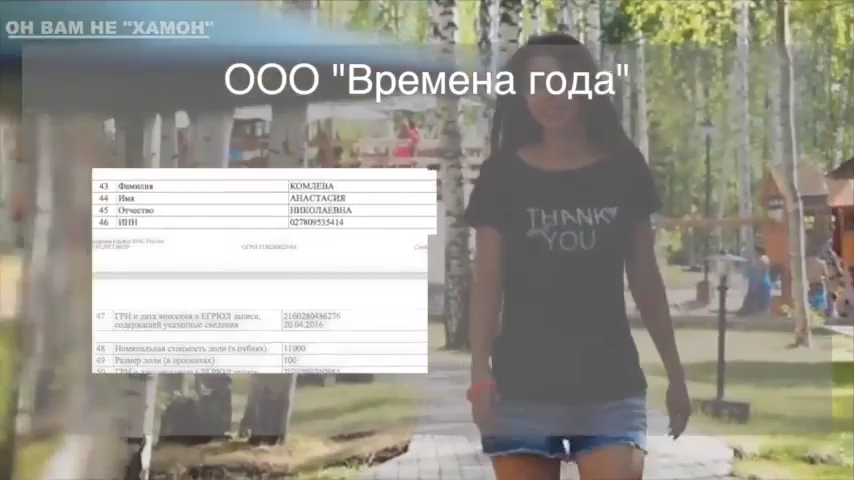 ОН ВАМ НЕ "ХАМОН"
ООО "Времена года"
43 Фамилия КОМЛЕВА
44 Имя АНАСТАСИЯ
45 Отчество НИКОЛАЕВНА
46 ИНН 027809535414
THANK
YOU
47 ГРН и дата внесения в ЕГРЮЛ записи, 2160280486276
содержащей указанные сведения 20.04.2016
48 Номинальная стоимость доли (в рублях) 11000
49 Размер доли (в процентах) 100